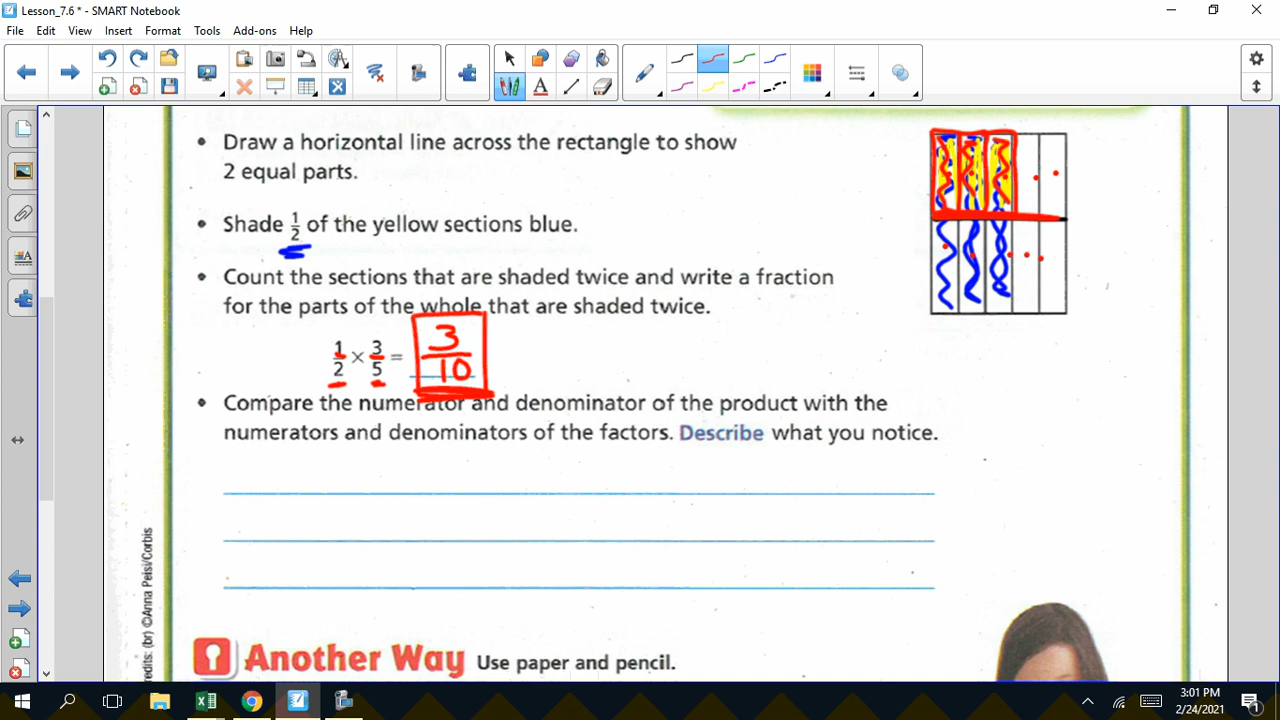 Lesson_7.6 * - SMART Notebook
File Edit View Insert Format Tools Add-ons Help
• Draw a horizontal line across the rectangle to show
2 equal parts.
• Shade 1/2 of the yellow sections blue.
• Count the sections that are shaded twice and write a fraction
for the parts of the whole that are shaded twice.
1/2 × 3/5 = 3/10
• Compare the numerator and denominator of the product with the
numerators and denominators of the factors. Describe what you notice.
redits: (br) ©Anna Peisl/Corbis
Another Way Use paper and pencil.
3:01 PM
2/24/2021